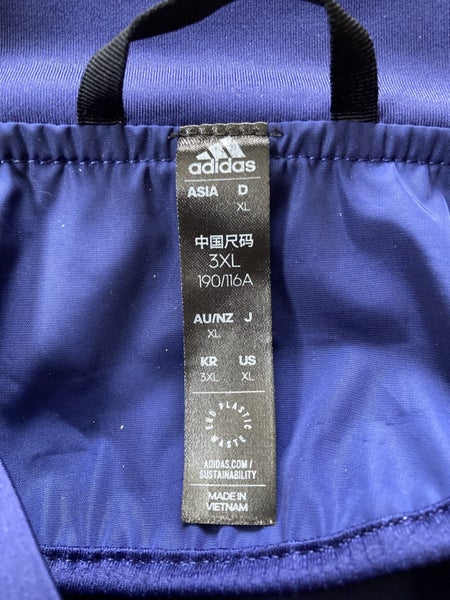 adidas
ASIA D
XL
中国尺码
3XL
190/116A
AU/NZ J
XL
KR US
3XL XL
END PLASTIC WASTE
ADIDAS.COM/
SUSTAINABILITY
MADE IN
VIETNAM